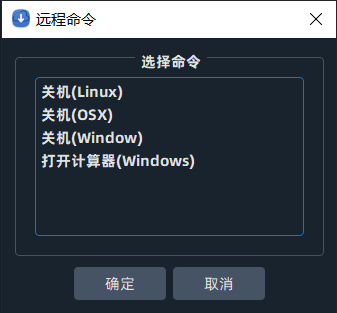 远程命令
选择命令
关机(Linux)
关机(OSX)
关机(Window)
打开计算器(Windows)
确定
取消